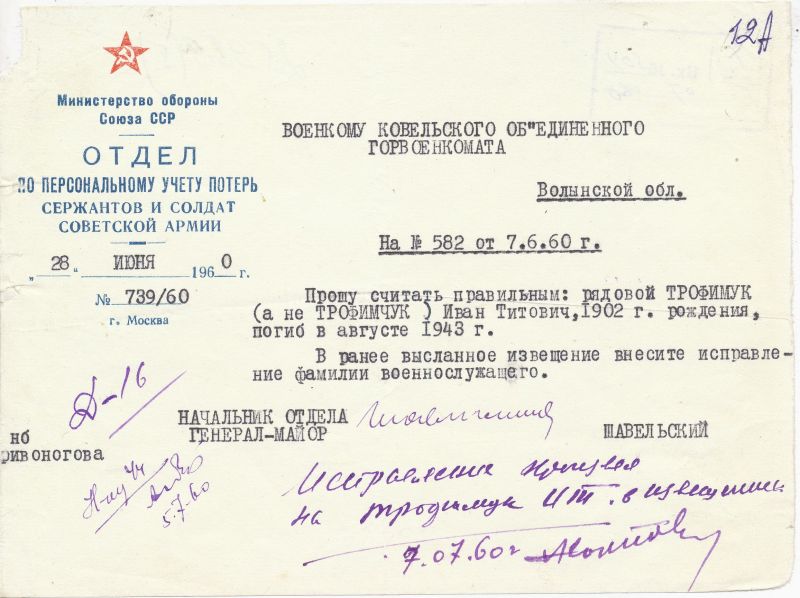 12А
Министерство обороны
Союза ССР
ОТДЕЛ
ПО ПЕРСОНАЛЬНОМУ УЧЕТУ ПОТЕРЬ
СЕРЖАНТОВ И СОЛДАТ
СОВЕТСКОЙ АРМИИ
„28“ ИЮНЯ 1960 г.
№ 739/60
г. Москва
ВОЕНКОМУ КОВЕЛЬСКОГО ОБ"ЕДИНЕННОГО
ГОРВОЕНКОМАТА
Волынской обл.
На № 582 от 7.6.60 г.
Прошу считать правильным: рядовой ТРОФИМУК
(а не ТРОФИМЧУК ) Иван Титович,1902 г. рождения,
погиб в августе 1943 г.
В ранее высланное извещение внесите исправле-
ние фамилии военнослужащего.
Д-16
НАЧАЛЬНИК ОТДЕЛА
ГЕНЕРАЛ-МАЙОР ШАВЕЛЬСКИЙ
нб
ривоногова
5.7.60
Исправление
на Трофимук И.Т. в извещении
7.07.60г